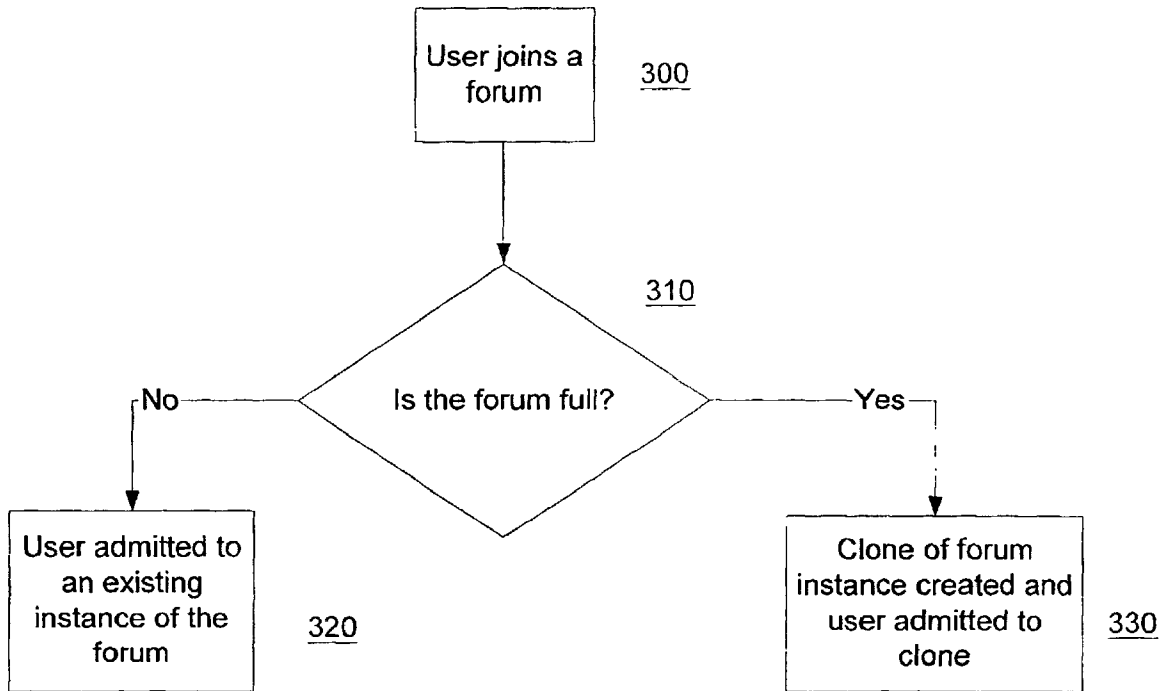 User joins a
forum
300
310
Is the forum full?
No
Yes
User admitted to
an existing
instance of the
forum
320
Clone of forum
instance created and
user admitted to
clone
330